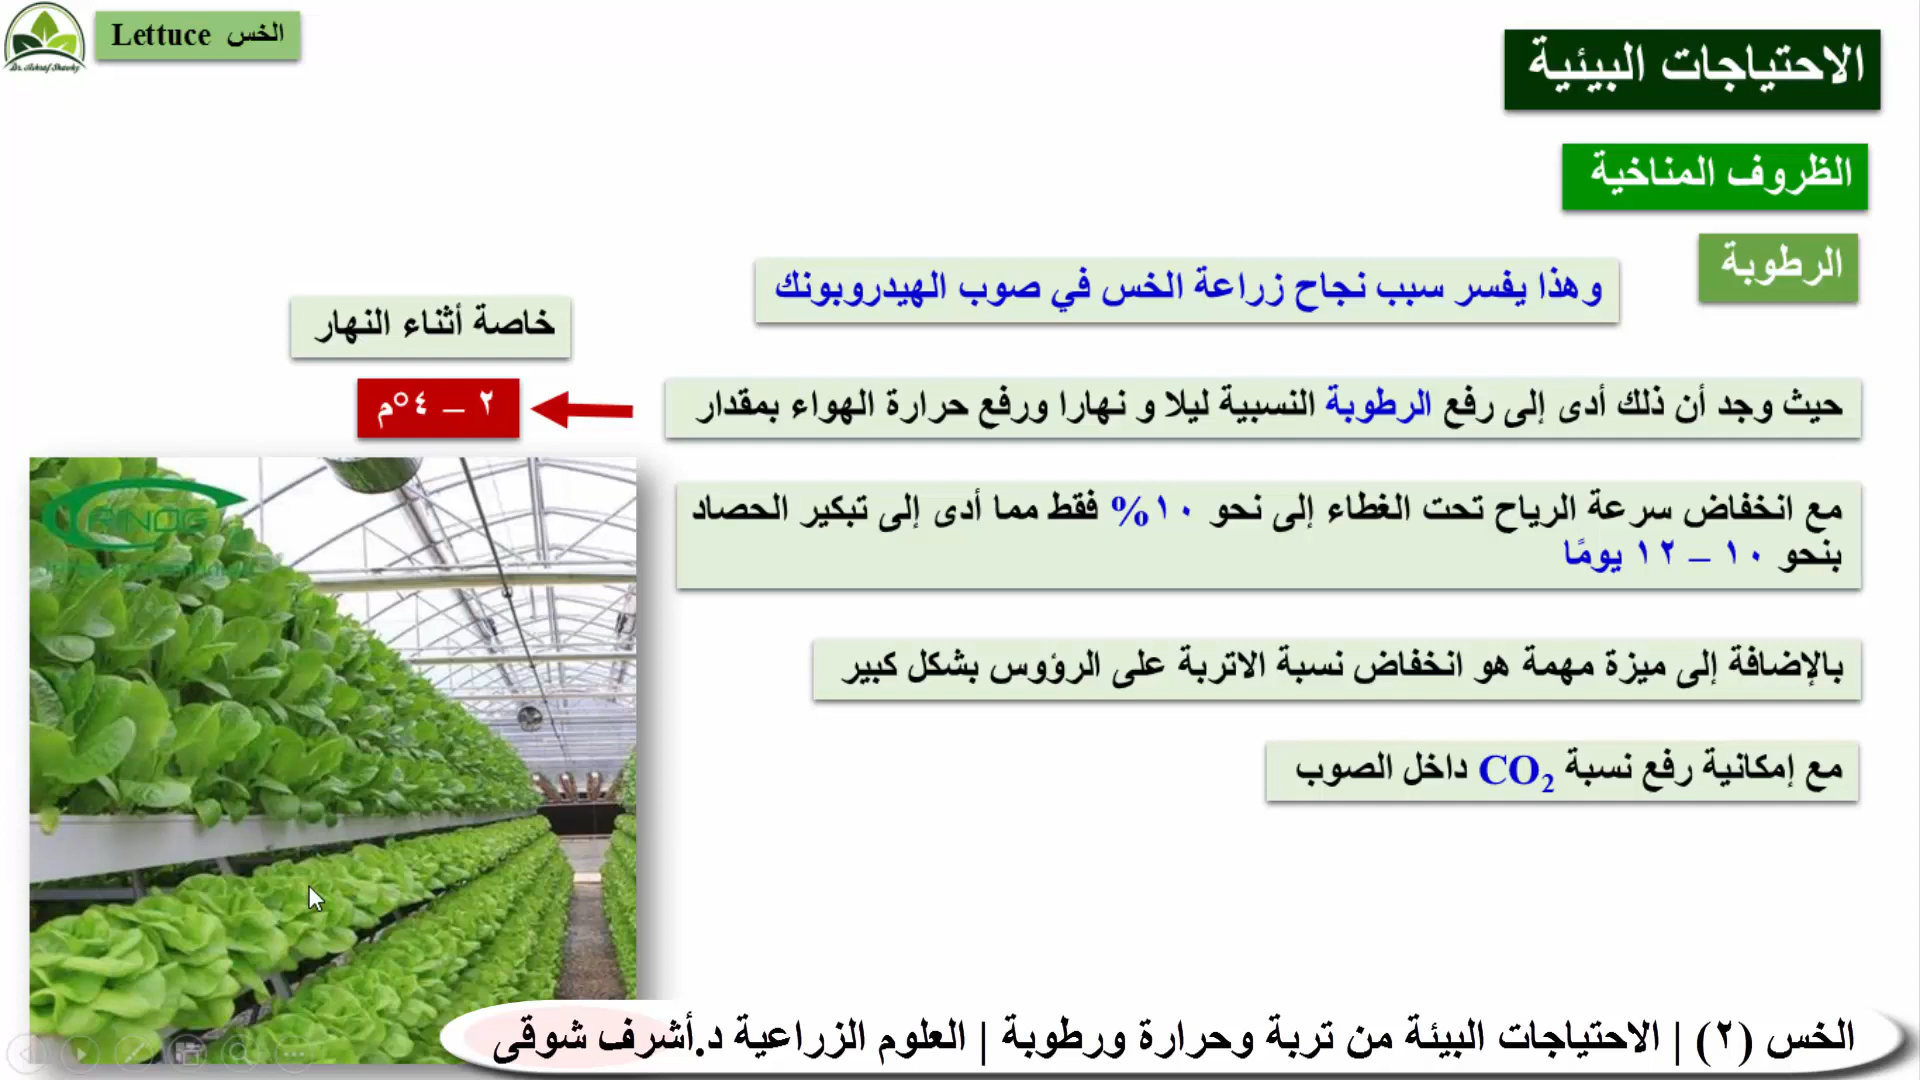 الخس Lettuce
Dr. Ashraf Shawky
الاحتياجات البيئية
الظروف المناخية
الرطوبة
وهذا يفسر سبب نجاح زراعة الخس في صوب الهيدروبونك
حيث وجد أن ذلك أدى إلى رفع الرطوبة النسبية ليلا و نهارا ورفع حرارة الهواء بمقدار
٢ – ٤°م
خاصة أثناء النهار
مع انخفاض سرعة الرياح تحت الغطاء إلى نحو ١٠% فقط مما أدى إلى تبكير الحصاد
بنحو ١٠ – ١٢ يومًا
بالإضافة إلى ميزة مهمة هو انخفاض نسبة الاتربة على الرؤوس بشكل كبير
مع إمكانية رفع نسبة CO₂ داخل الصوب
الخس (٢) | الاحتياجات البيئة من تربة وحرارة ورطوبة | العلوم الزراعية د.أشرف شوقى